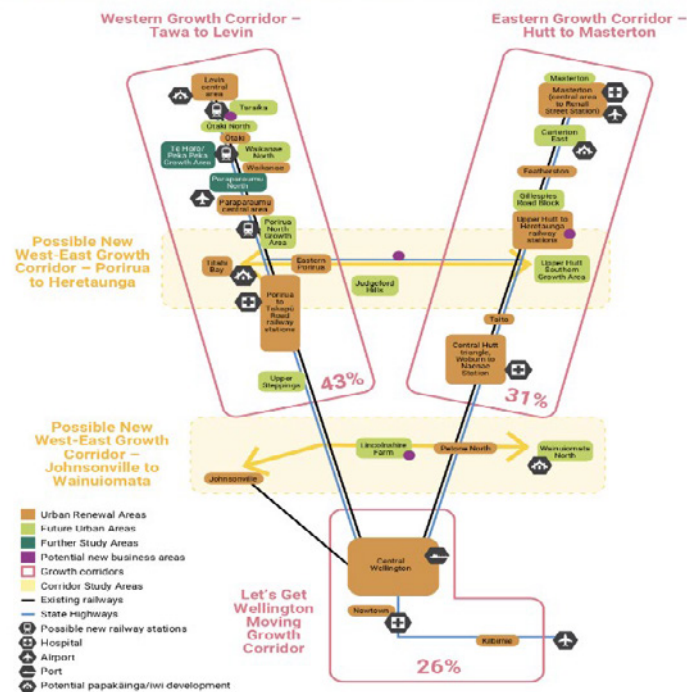 Western Growth Corridor –
Tawa to Levin
Eastern Growth Corridor –
Hutt to Masterton
Levin
central
area
Taraika
Ōtaki North
Ōtaki
Te Horo/
Peka Peka
Growth Area
Waikanae
North
Waikanae
Paraparaumu
North
Paraparaumu
central area
Porirua
North
Growth
Area
Masterton
Masterton
(central area
to Renall
Street Station)
Carterton
East
Featherston
Gillespies
Road Block
Upper Hutt to
Heretaunga
railway
stations
Possible New
West-East Growth
Corridor – Porirua
to Heretaunga
Titahi
Bay
Eastern
Porirua
Judgeford
Hills
Upper Hutt
Southern
Growth Area
Porirua
to
Takapū
Road
railway
stations
Taita
Central Hutt
triangle,
Woburn to
Naenae
Station
Upper
Stebbings
43%
31%
Possible New
West-East Growth
Corridor –
Johnsonville to
Wainuiomata
Lincolnshire
Farm
Petone North
Wainuiomata
North
Johnsonville
Urban Renewal Areas
Future Urban Areas
Further Study Areas
Potential new business areas
Growth corridors
Corridor Study Areas
Existing railways
State Highways
Possible new railway stations
Hospital
Airport
Port
Potential papakāinga/iwi development
Central
Wellington
Let's Get
Wellington
Moving
Growth
Corridor
Newtown
Kilbirnie
26%